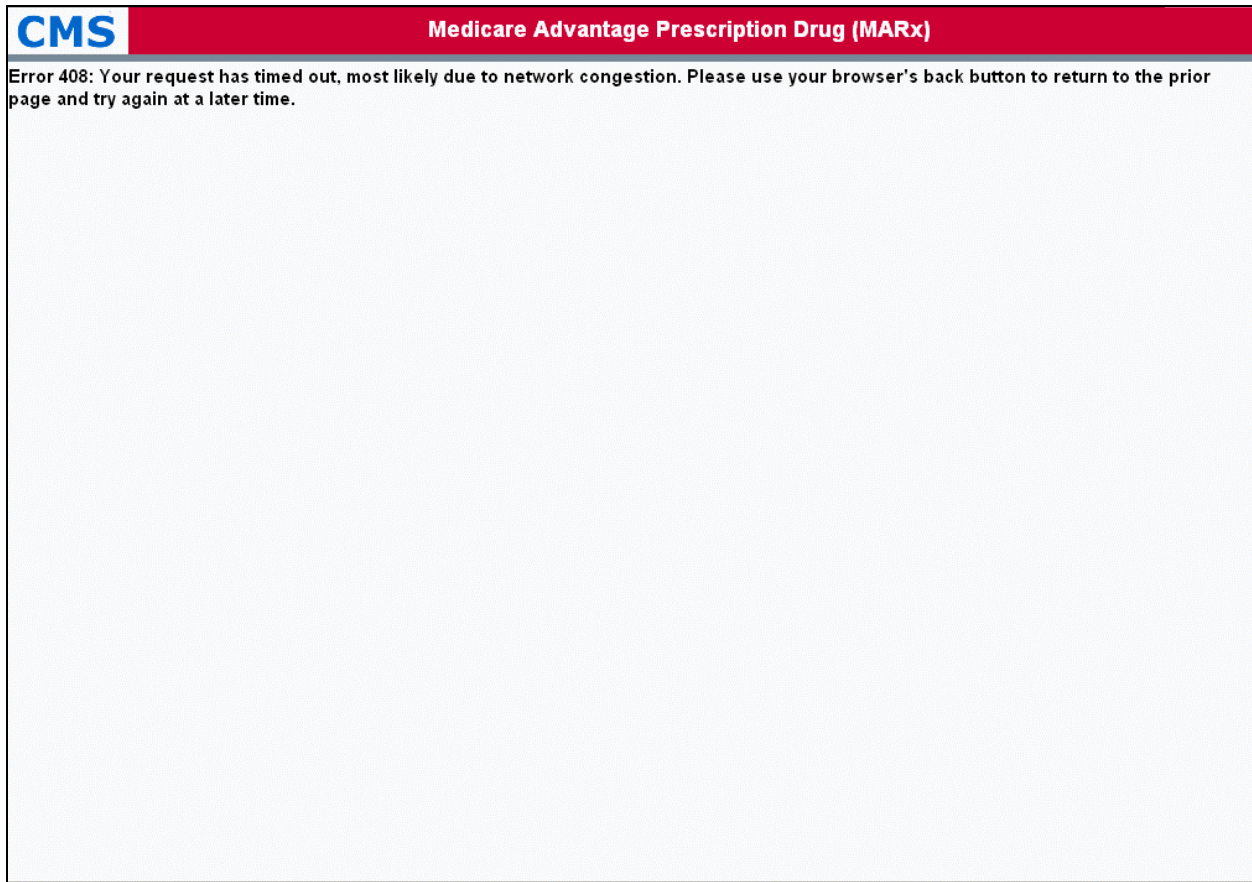 CMS
Medicare Advantage Prescription Drug (MARx)
Error 408: Your request has timed out, most likely due to network congestion. Please use your browser's back button to return to the prior
page and try again at a later time.